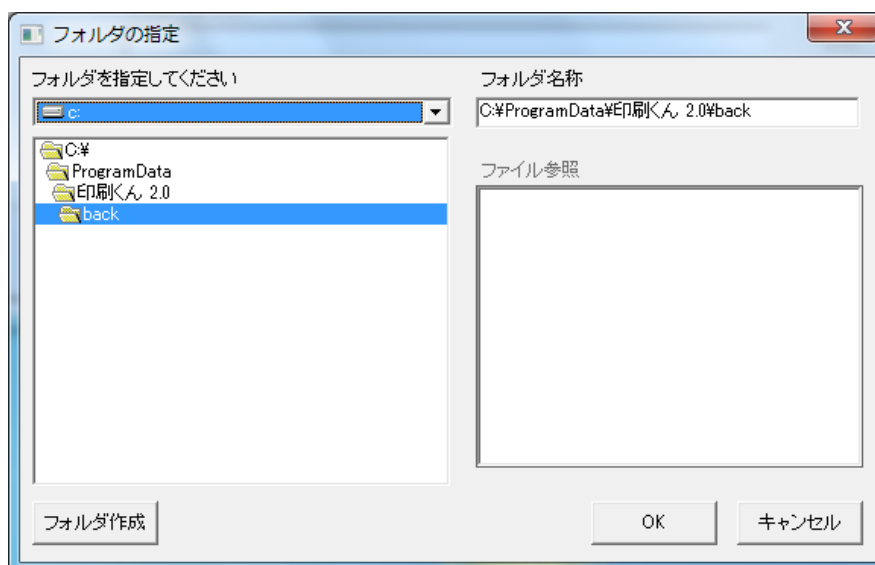 フォルダの指定
フォルダを指定してください
c:
C:¥
ProgramData
印刷くん 2.0
back
フォルダ作成
フォルダ名称
C:¥ProgramData¥印刷くん 2.0¥back
ファイル参照
OK
キャンセル